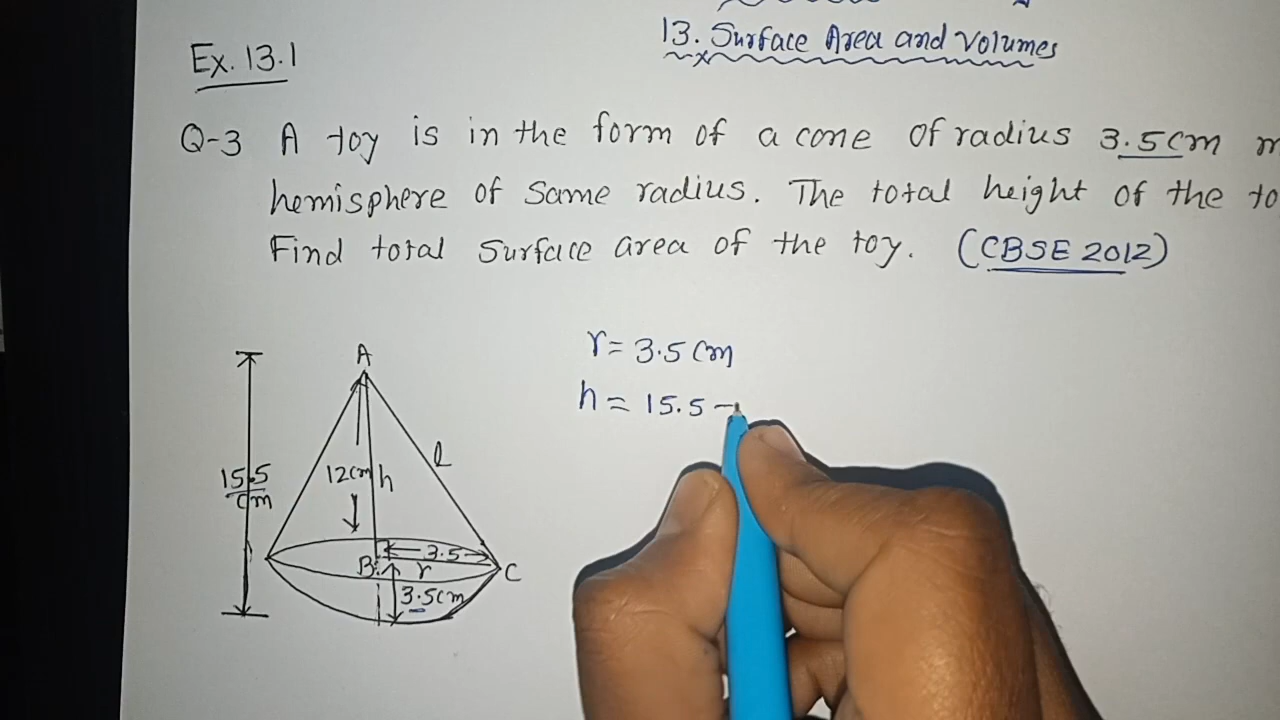 13. Surface Area and Volumes
Ex. 13.1
Q-3 A toy is in the form of a cone of radius 3.5cm
hemisphere of same radius. The total height of the to
Find total surface area of the toy. (CBSE 2012)
r = 3.5 cm
h = 15.5 -
A
l
15.5
cm
12cm h
3.5
B r C
3.5cm